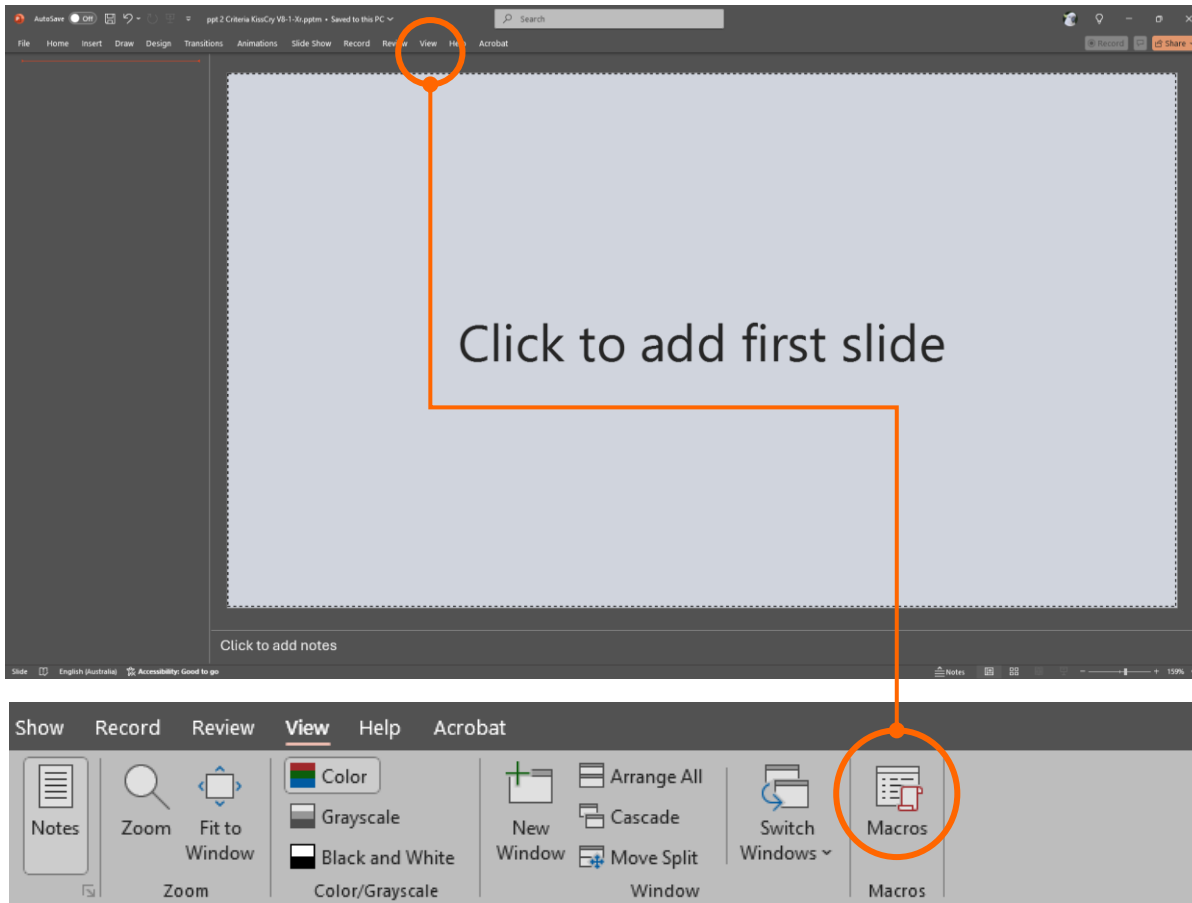 AutoSave Off ppt 2 Criteria KissCry V8-1-Xr.pptm • Saved to this PC Search
File Home Insert Draw Design Transitions Animations Slide Show Record Review View Help Acrobat Record Share
Click to add first slide
Click to add notes
Slide English (Australia) Accessibility: Good to go Notes 159%
Show Record Review View Help Acrobat
Notes Zoom Fit to Window Color Grayscale Black and White New Window Arrange All Cascade Move Split Switch Windows Macros
Zoom Color/Grayscale Window Macros